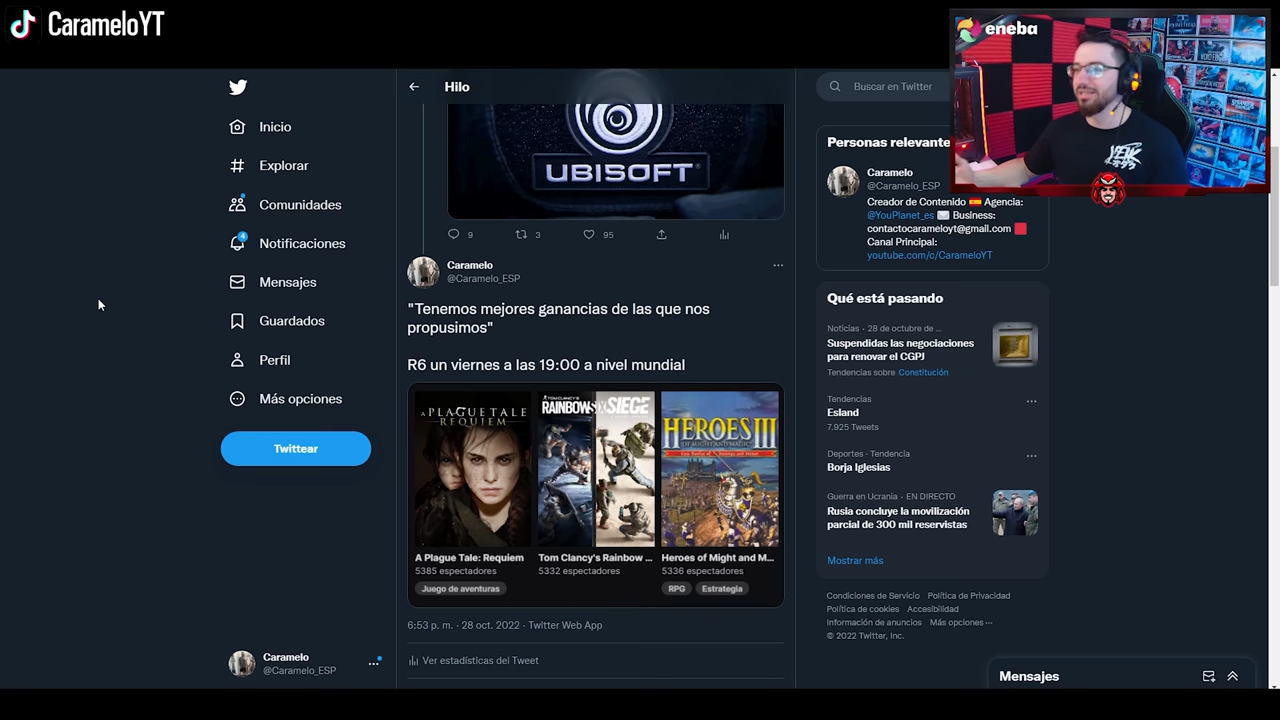 CarameloYT
eneba
Inicio
Explorar
Comunidades
4
Notificaciones
Mensajes
Guardados
Perfil
Más opciones
Twittear
Caramelo
@Caramelo_ESP
Hilo
UBISOFT
9
3
95
Caramelo
@Caramelo_ESP
"Tenemos mejores ganancias de las que nos
propusimos"
R6 un viernes a las 19:00 a nivel mundial
A PLAGUE TALE
REQUIEM
TOM CLANCY'S
RAINBOW SIX SIEGE
HEROES III
OF MIGHT AND MAGIC
A Plague Tale: Requiem
5385 espectadores
Juego de aventuras
Tom Clancy's Rainbow ...
5332 espectadores
Heroes of Might and M...
5336 espectadores
RPG
Estrategia
6:53 p. m. · 28 oct. 2022 · Twitter Web App
Ver estadísticas del Tweet
Buscar en Twitter
Personas relevante
Caramelo
@Caramelo_ESP
Creador de Contenido Agencia:
@YouPlanet_es Business:
contactocarameloyt@gmail.com
Canal Principal:
youtube.com/c/CarameloYT
Qué está pasando
Noticias · 28 de octubre de ...
Suspendidas las negociaciones
para renovar el CGPJ
Tendencias sobre Constitución
Tendencias
Esland
7.925 Tweets
Deportes · Tendencia
Borja Iglesias
Guerra en Ucrania · EN DIRECTO
Rusia concluye la movilización
parcial de 300 mil reservistas
Mostrar más
Condiciones de Servicio Política de Privacidad
Política de cookies Accesibilidad
Información de anuncios Más opciones ...
© 2022 Twitter, Inc.
Mensajes